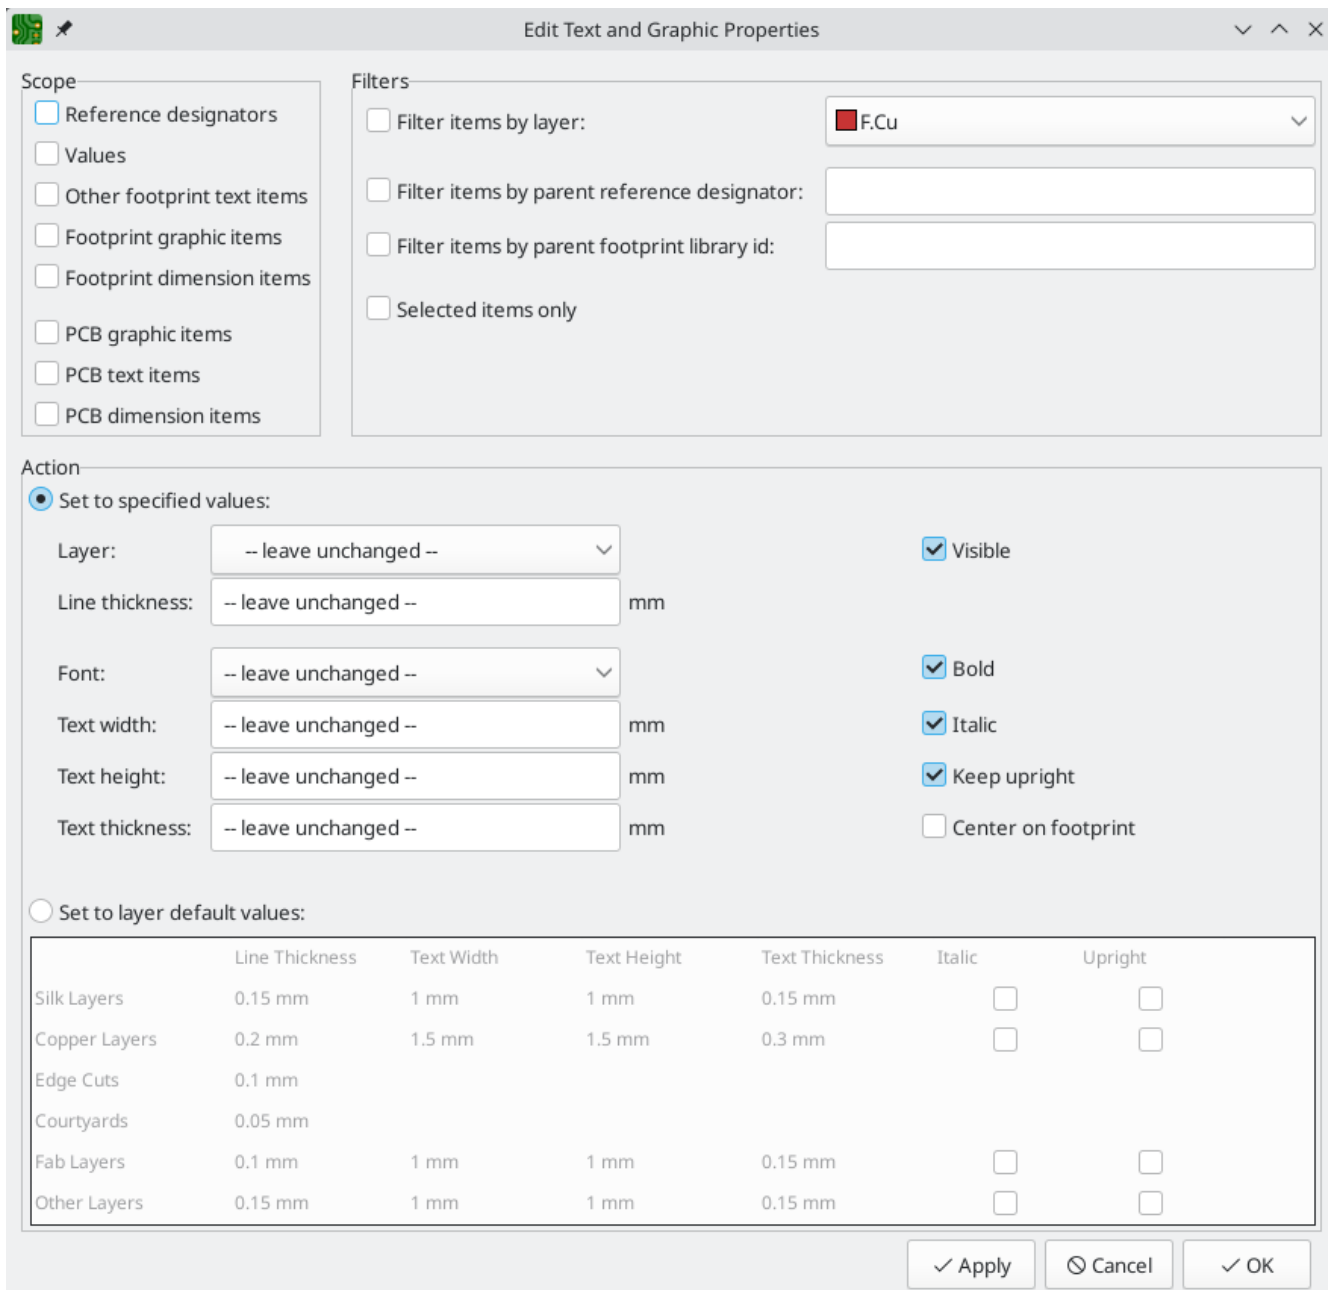 Edit Text and Graphic Properties
Scope
Reference designators
Values
Other footprint text items
Footprint graphic items
Footprint dimension items
PCB graphic items
PCB text items
PCB dimension items
Filters
Filter items by layer:
F.Cu
Filter items by parent reference designator:
Filter items by parent footprint library id:
Selected items only
Action
Set to specified values:
Layer: -- leave unchanged --
Visible
Line thickness: -- leave unchanged -- mm
Font: -- leave unchanged --
Bold
Text width: -- leave unchanged -- mm
Italic
Text height: -- leave unchanged -- mm
Keep upright
Text thickness: -- leave unchanged -- mm
Center on footprint
Set to layer default values:
Line Thickness Text Width Text Height Text Thickness Italic Upright
Silk Layers 0.15 mm 1 mm 1 mm 0.15 mm
Copper Layers 0.2 mm 1.5 mm 1.5 mm 0.3 mm
Edge Cuts 0.1 mm
Courtyards 0.05 mm
Fab Layers 0.1 mm 1 mm 1 mm 0.15 mm
Other Layers 0.15 mm 1 mm 1 mm 0.15 mm
Apply Cancel OK